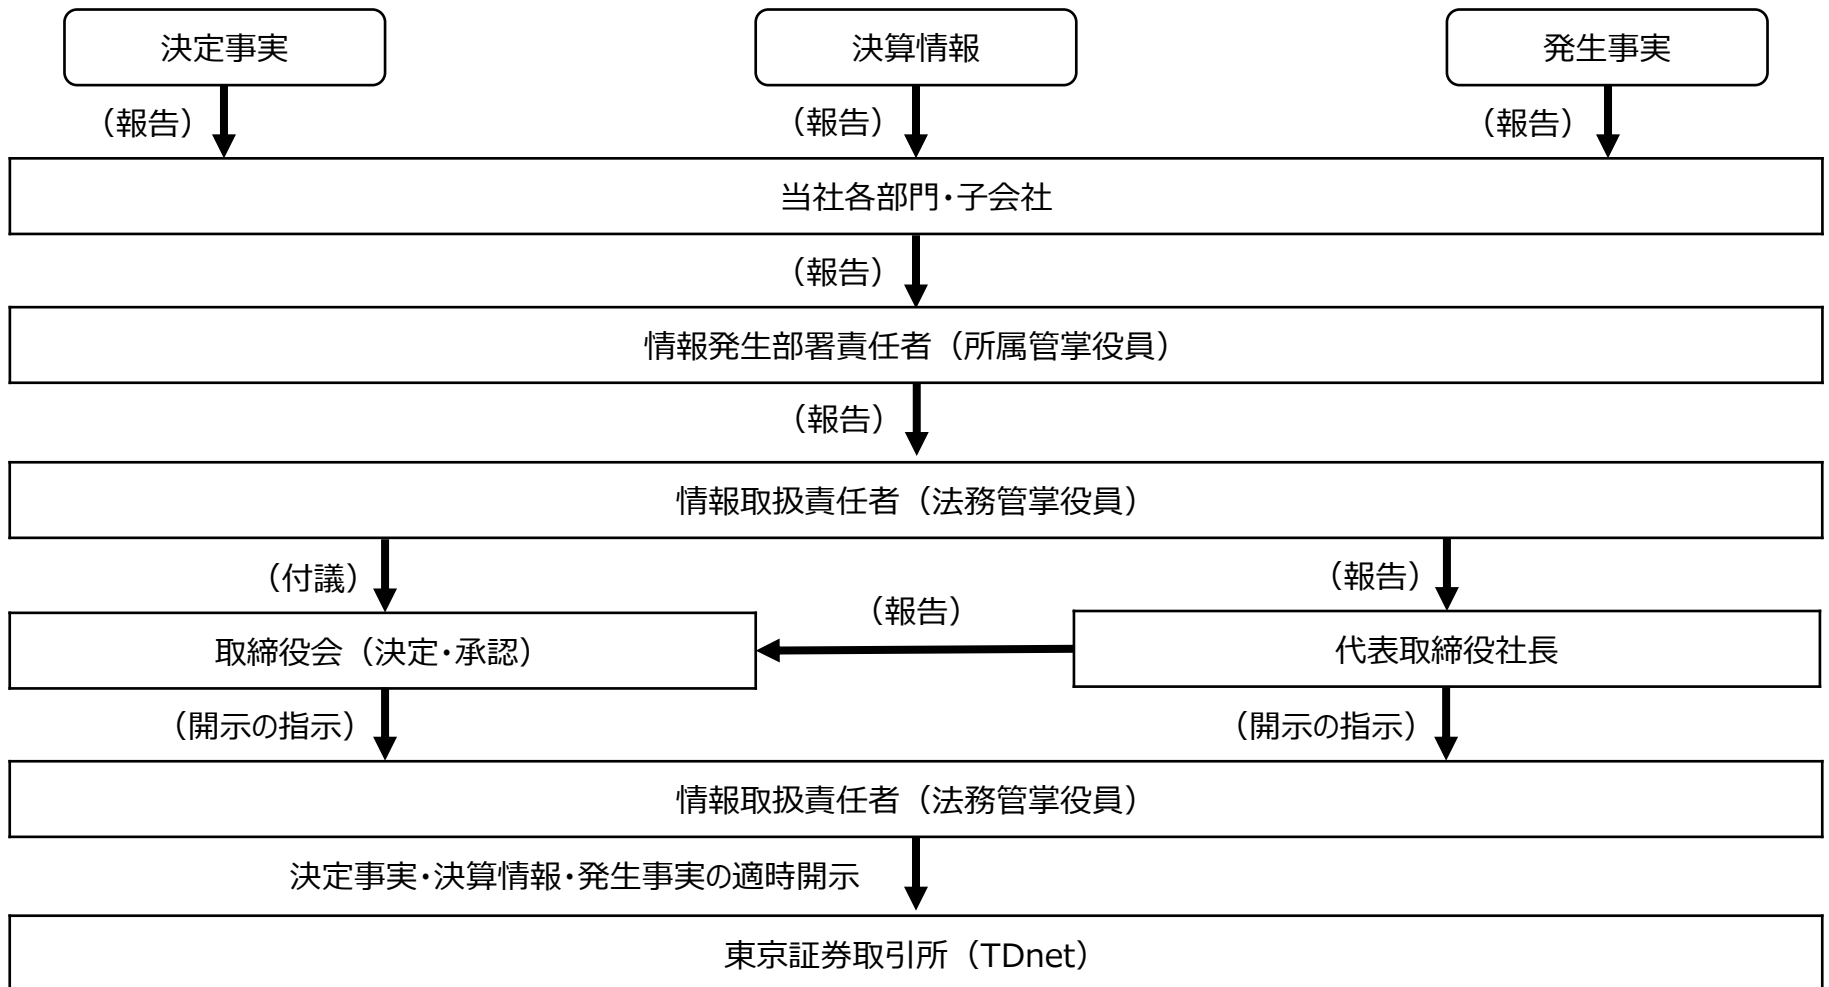 決定事実
決算情報
発生事実
（報告）
（報告）
（報告）
当社各部門･子会社
（報告）
情報発生部署責任者（所属管掌役員）
（報告）
情報取扱責任者（法務管掌役員）
（付議）
（報告）
（報告）
取締役会（決定･承認）
代表取締役社長
（開示の指示）
（開示の指示）
情報取扱責任者（法務管掌役員）
決定事実･決算情報･発生事実の適時開示
東京証券取引所（TDnet）